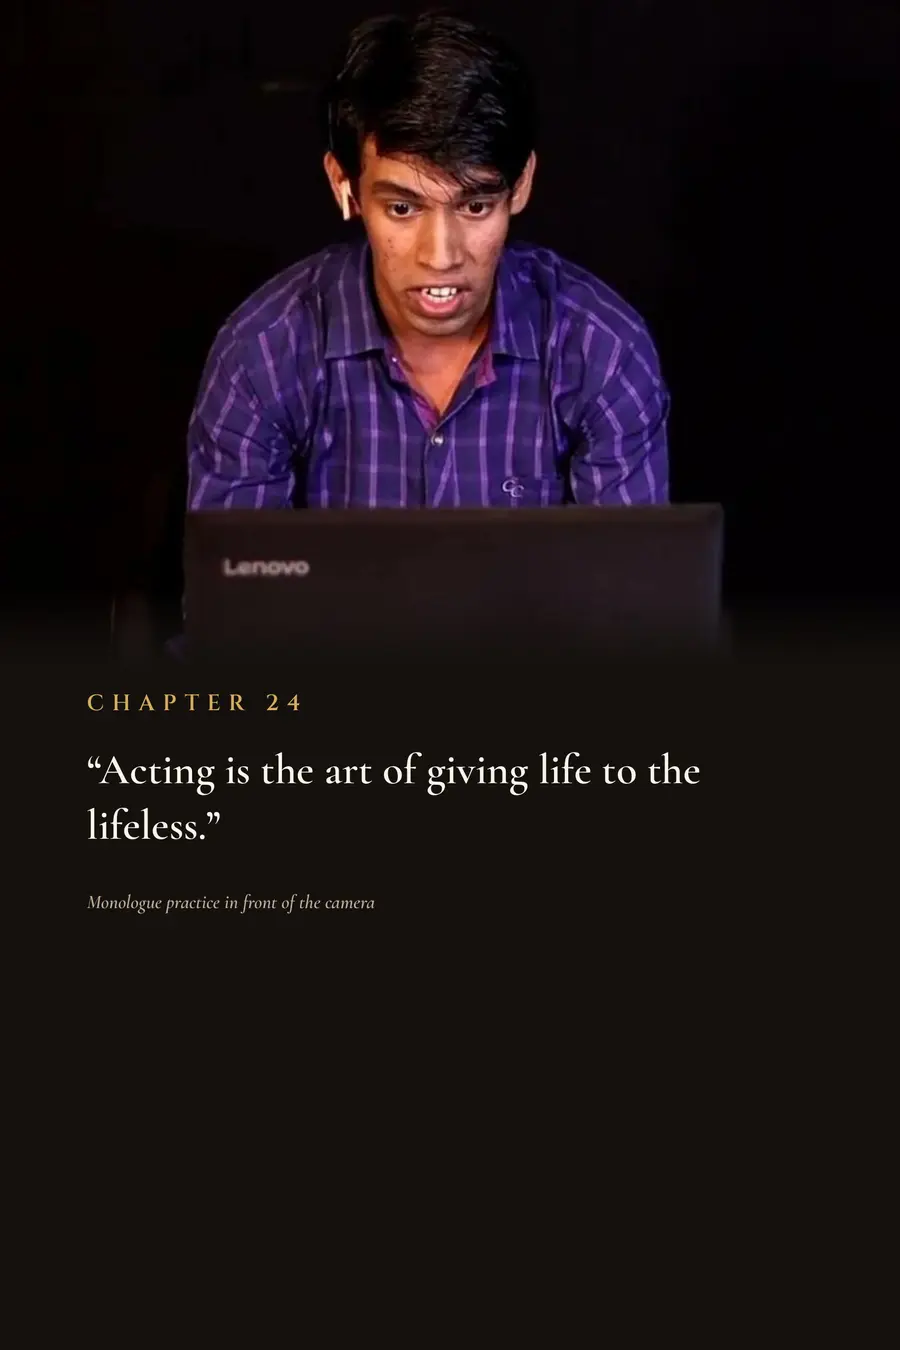 CC
Lenovo
CHAPTER 24
“Acting is the art of giving life to the
lifeless.”
Monologue practice in front of the camera